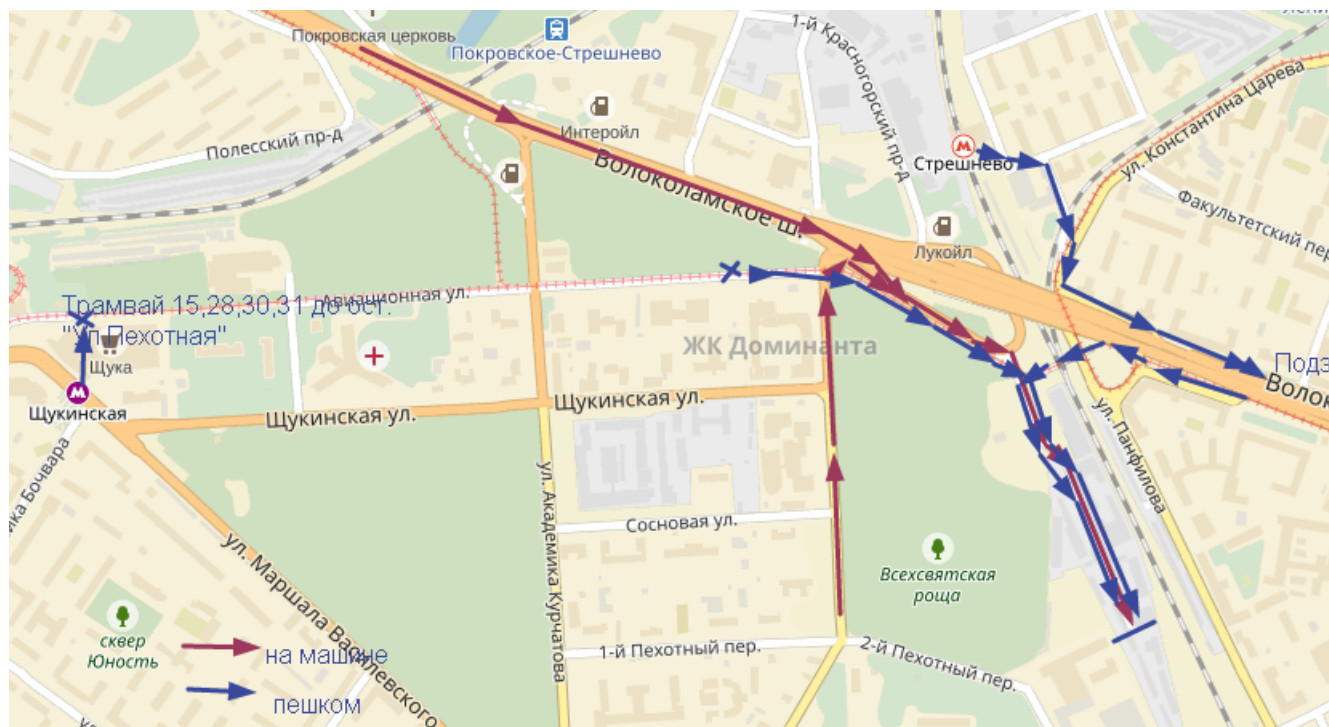 Покровская церковь
Покровское-Стрешнево
1-й Красногорский пр-д
ул. Константина Царева
Интеройл
Полесский пр-д
Волоколамское ш.
Стрешнево
Факультетский пер.
Лукойл
Авиационная ул.
Трамвай 15,28,30,31 до ост.
"Ул Пехотная"
ЖК Доминанта
Щука
Щукинская
Щукинская ул.
Щукинская ул.
ул. Панфилова
ул. Академика Курчатова
Сосновая ул.
ул. Маршала Василевского
Всехсвятская
роща
сквер
Юность
на машине
пешком
1-й Пехотный пер.
2-й Пехотный пер.